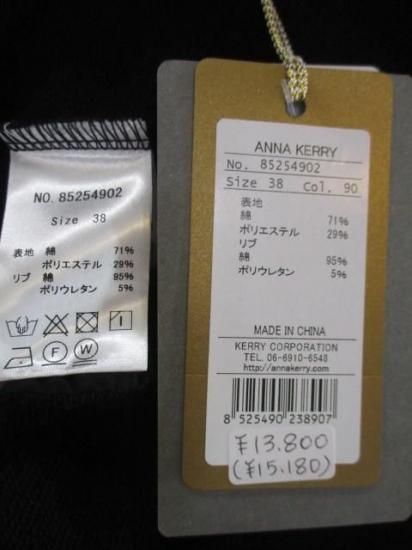 NO. 85254902
Size 38
表地 綿 71%
ポリエステル 29%
リブ 綿 95%
ポリウレタン 5%
F
W
ANNA KERRY
No. 85254902
Size 38 Col. 90
表地
綿 71%
ポリエステル 29%
リブ
綿 95%
ポリウレタン 5%
MADE IN CHINA
KERRY CORPORATION
TEL. 06-6910-6548
http://annakerry.com/
8 525490 238907
¥13.800
(¥15.180)